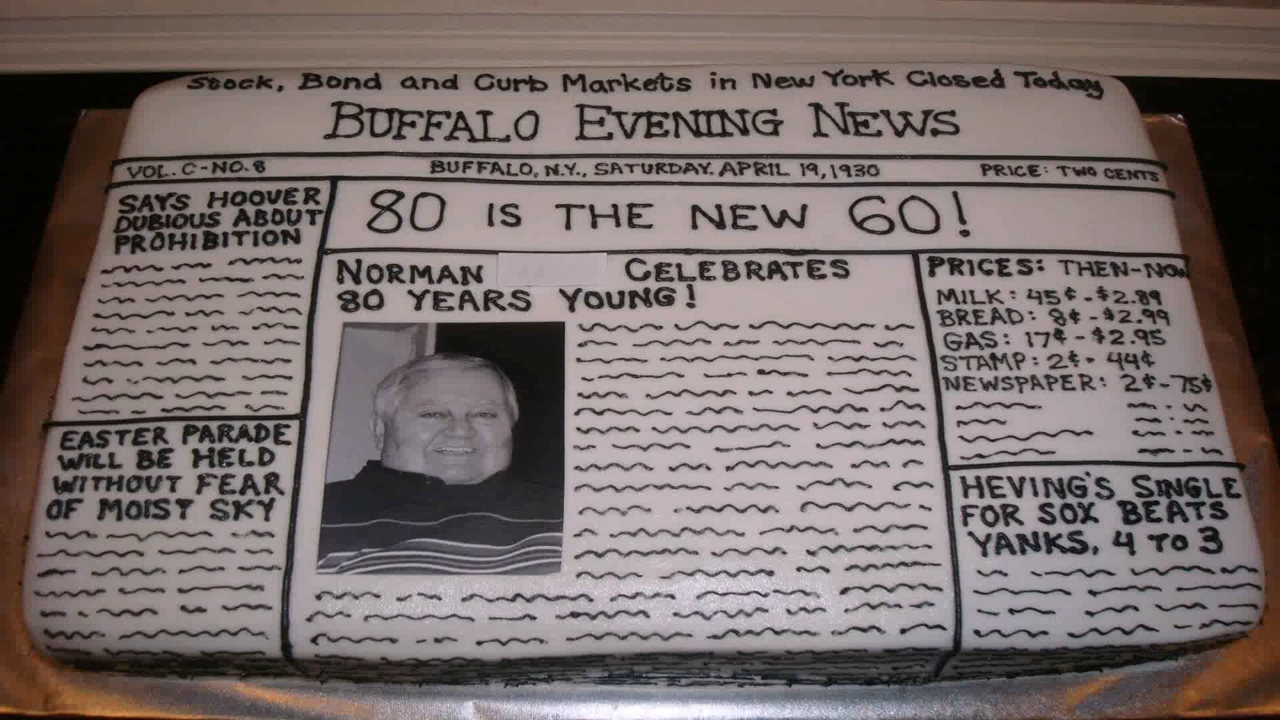 Stock, Bond and Curb Markets in New York Closed Today
BUFFALO EVENING NEWS
VOL. C-NO. 8 BUFFALO, N.Y., SATURDAY. APRIL 19, 1930 PRICE: TWO CENTS
SAYS HOOVER
DUBIOUS ABOUT
PROHIBITION
EASTER PARADE
WILL BE HELD
WITHOUT FEAR
OF MOIST SKY
80 IS THE NEW 60!
NORMAN CELEBRATES
80 YEARS YOUNG!
PRICES: THEN-NOW
MILK: 45¢-$2.89
BREAD: 8¢-$2.99
GAS: 17¢-$2.95
STAMP: 2¢-44¢
NEWSPAPER: 2¢-75¢
HEVING'S SINGLE
FOR SOX BEATS
YANKS, 4 TO 3